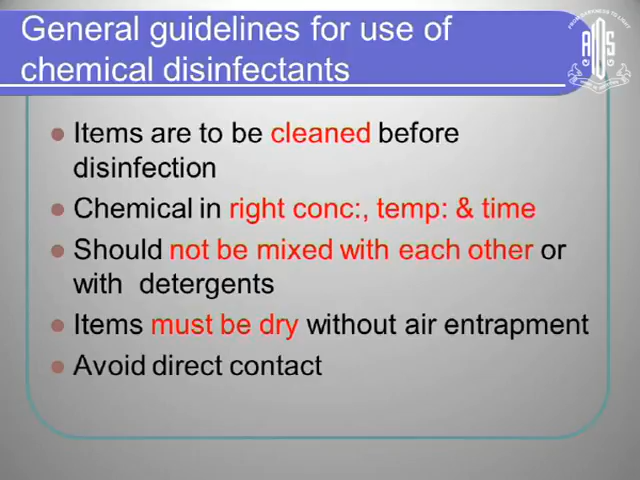 General guidelines for use of
chemical disinfectants
Items are to be cleaned before
disinfection
Chemical in right conc:, temp: & time
Should not be mixed with each other or
with detergents
Items must be dry without air entrapment
Avoid direct contact